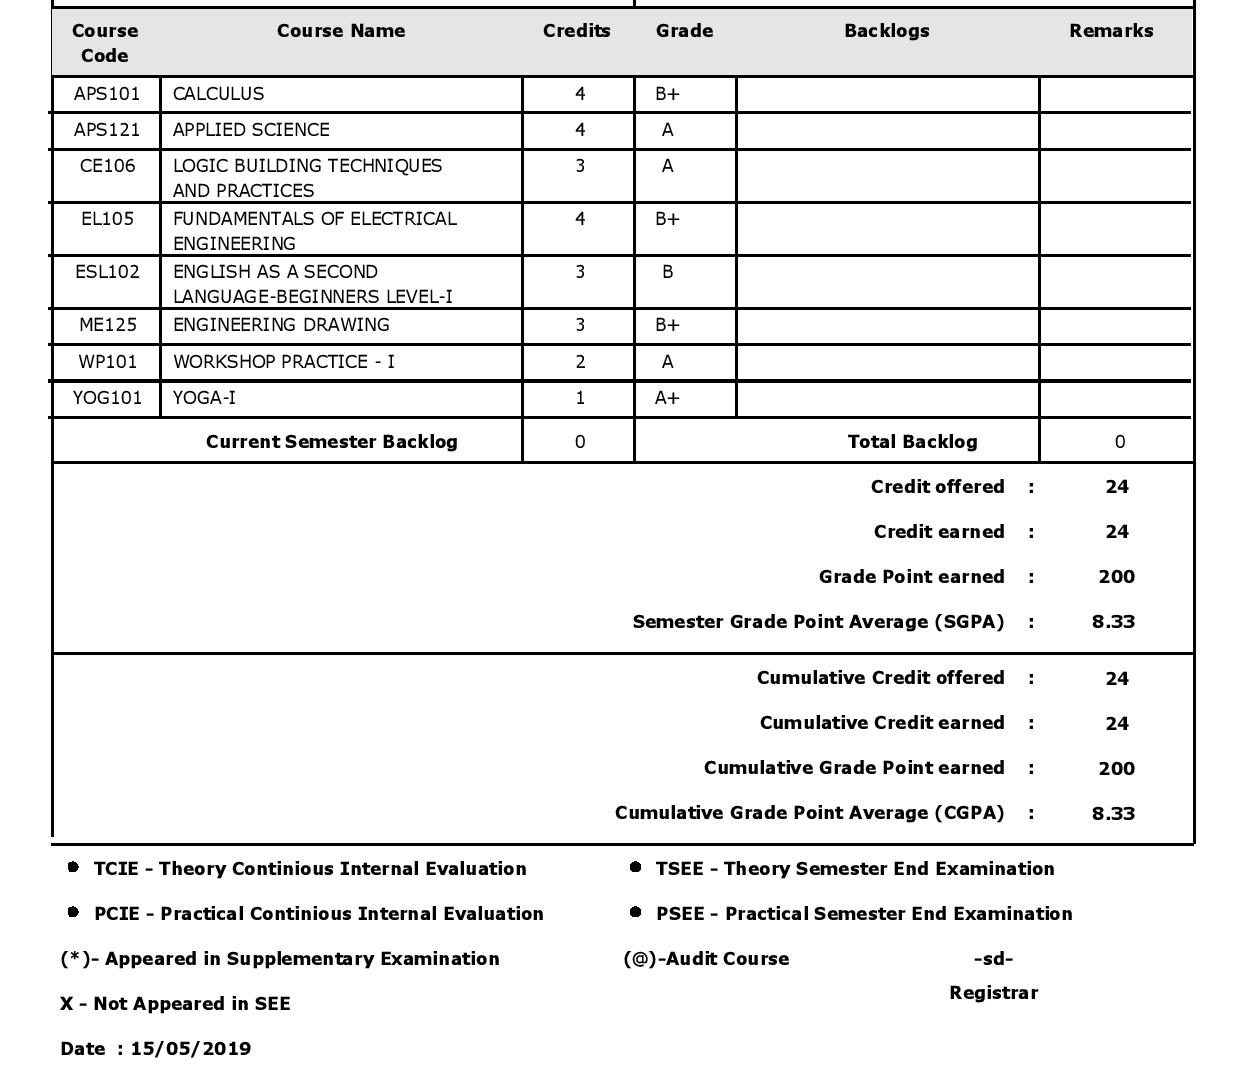 Course Code Course Name Credits Grade Backlogs Remarks
APS101 CALCULUS 4 B+
APS121 APPLIED SCIENCE 4 A
CE106 LOGIC BUILDING TECHNIQUES 3 A
AND PRACTICES
EL105 FUNDAMENTALS OF ELECTRICAL 4 B+
ENGINEERING
ESL102 ENGLISH AS A SECOND 3 B
LANGUAGE-BEGINNERS LEVEL-I
ME125 ENGINEERING DRAWING 3 B+
WP101 WORKSHOP PRACTICE - I 2 A
YOG101 YOGA-I 1 A+
Current Semester Backlog 0 Total Backlog 0
Credit offered : 24
Credit earned : 24
Grade Point earned : 200
Semester Grade Point Average (SGPA) : 8.33
Cumulative Credit offered : 24
Cumulative Credit earned : 24
Cumulative Grade Point earned : 200
Cumulative Grade Point Average (CGPA) : 8.33
● TCIE - Theory Continious Internal Evaluation ● TSEE - Theory Semester End Examination
● PCIE - Practical Continious Internal Evaluation ● PSEE - Practical Semester End Examination
(*)- Appeared in Supplementary Examination (@)-Audit Course -sd-
Registrar
X - Not Appeared in SEE
Date : 15/05/2019